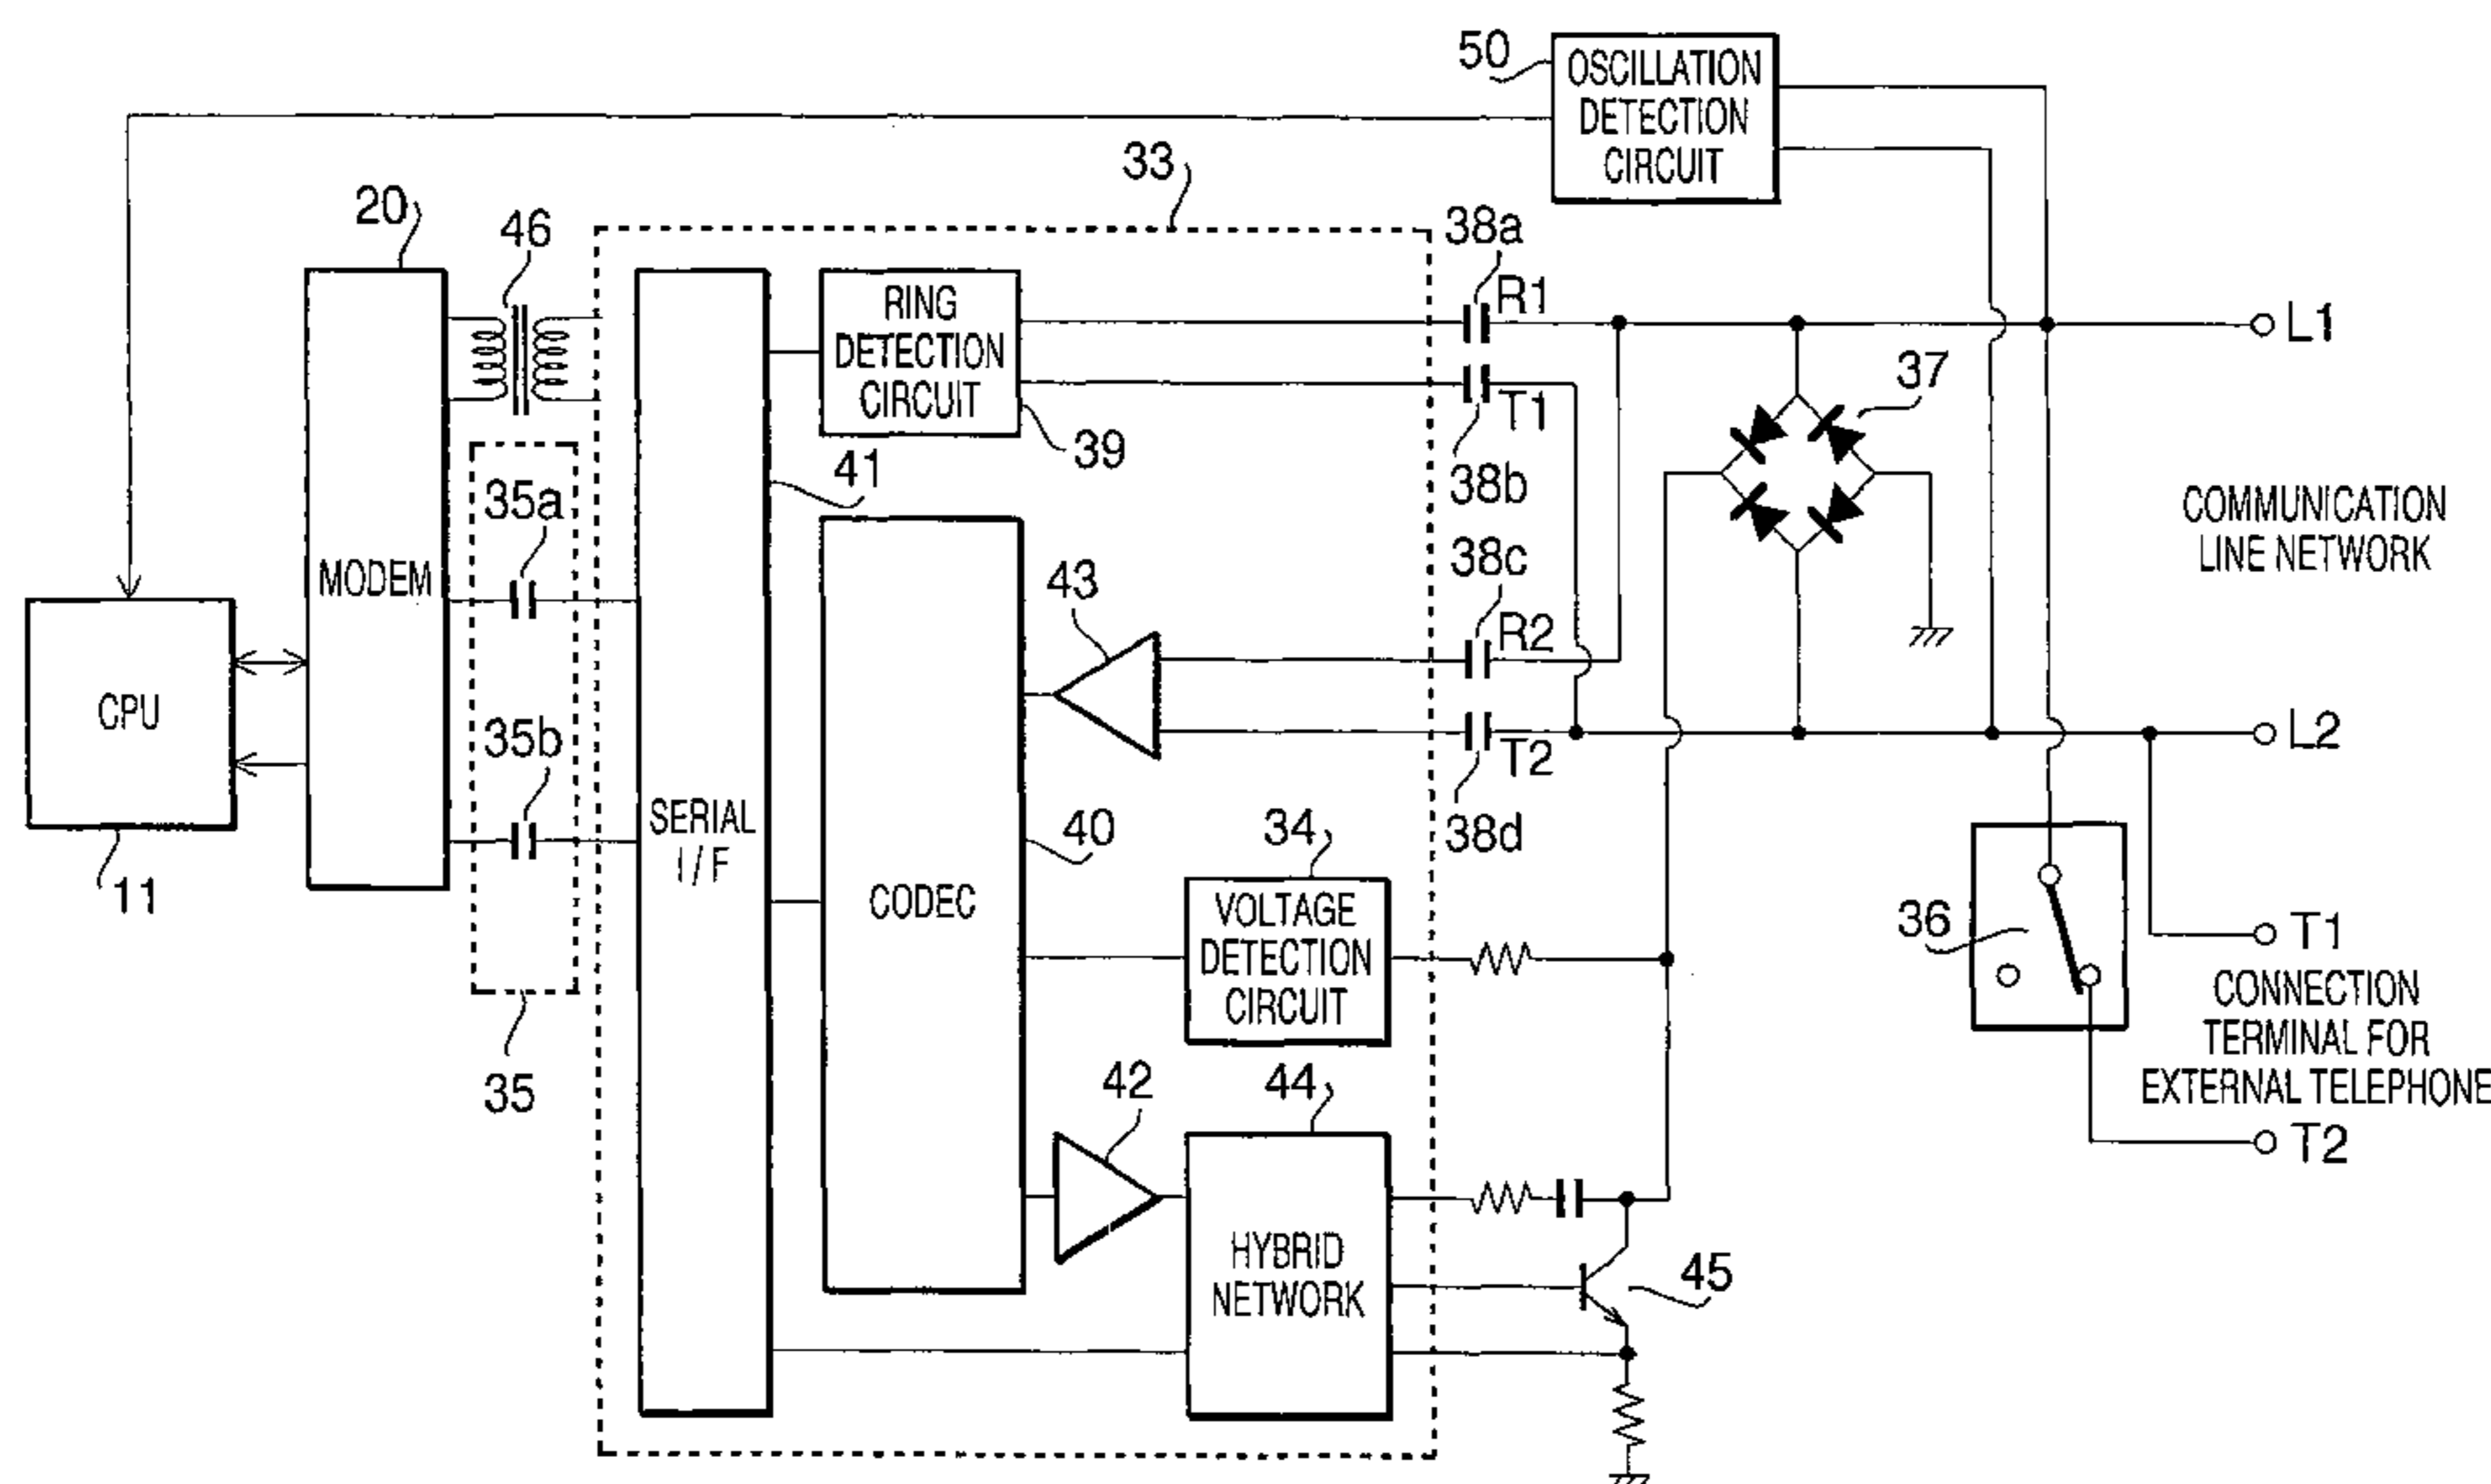 50
OSCILLATION
DETECTION
CIRCUIT
33
20
46
38a
R1
RING
DETECTION
CIRCUIT
L1
37
T1
39
38b
41
35a
COMMUNICATION
LINE NETWORK
38c
43
MODEM
R2
CPU
35b
L2
T2
38d
34
40
SERIAL
I/F
11
CODEC
VOLTAGE
DETECTION
CIRCUIT
36
T1
CONNECTION
TERMINAL FOR
EXTERNAL TELEPHONE
35
42
44
T2
HYBRID
NETWORK
45